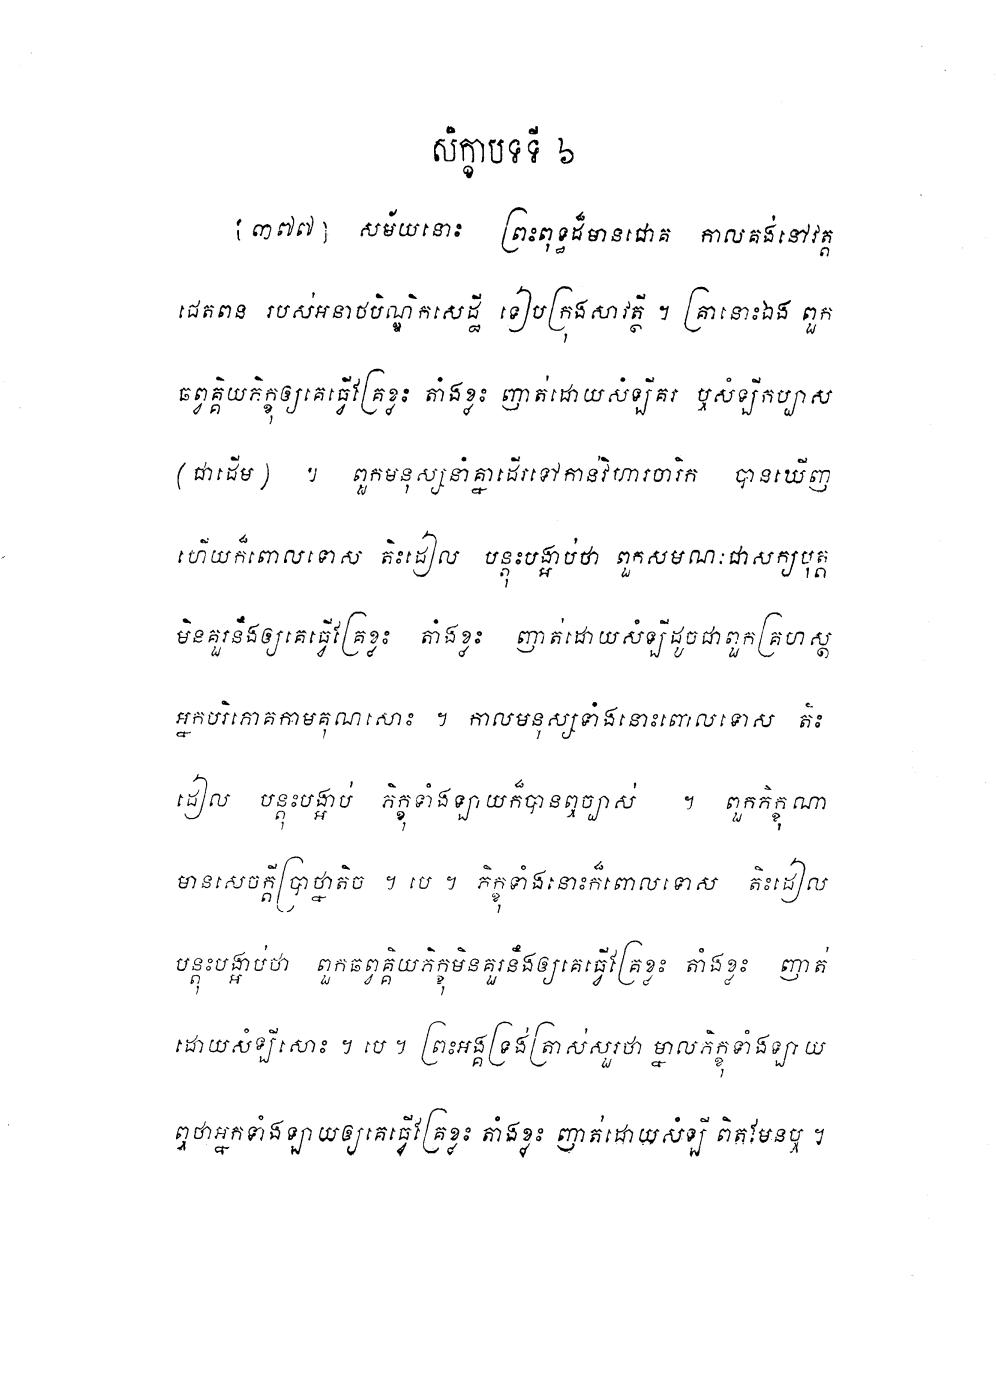 សិក្ខាបទទី ៦
[៣៧៧] សម័យនោះ ព្រះពុទ្ធដ៏មានជោគ កាលគង់នៅវត្ត
ជេតពន របស់អនាថបិណ្ឌិកសេដ្ឋី ទៀបក្រុងសាវត្ថី ។ គ្រានោះឯង ពួក
ឆព្វគ្គិយភិក្ខុឲ្យគេធ្វើគ្រែខ្លះ តាំងខ្លះ ញាត់ដោយសំឡីគរ ឬសំឡីកប្បាស
(ជាដើម) ។ ពួកមនុស្សនាំគ្នាដើរទៅកាន់វិហារចារិក បានឃើញ
ហើយក៏ពោលទោស តិះដៀល បន្តុះបង្អាប់ថា ពួកសមណៈជាសក្យបុត្ត
មិនគួរនឹងឲ្យគេធ្វើគ្រែខ្លះ តាំងខ្លះ ញាត់ដោយសំឡីដូចជាពួកគ្រហស្ត
អ្នកបរិភោគកាមគុណសោះ ។ កាលមនុស្សទាំងនោះពោលទោស តិះ
ដៀល បន្តុះបង្អាប់ ភិក្ខុទាំងឡាយក៏បានឮច្បាស់ ។ ពួកភិក្ខុណា
មានសេចក្តីប្រាថ្នាតិច ។ បេ ។ ភិក្ខុទាំងនោះក៏ពោលទោស តិះដៀល
បន្តុះបង្អាប់ថា ពួកឆព្វគ្គិយភិក្ខុមិនគួរនឹងឲ្យគេធ្វើគ្រែខ្លះ តាំងខ្លះ ញាត់
ដោយសំឡីសោះ ។ បេ ។ ព្រះអង្គទ្រង់ត្រាស់សួរថា ម្នាលភិក្ខុទាំងឡាយ
ឮថាអ្នកទាំងឡាយឲ្យគេធ្វើគ្រែខ្លះ តាំងខ្លះ ញាត់ដោយសំឡី ពិតមែនឬ ។